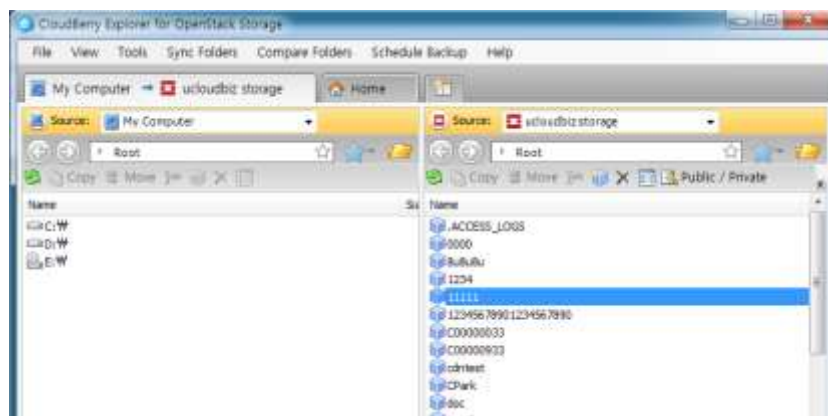 CloudBerry Explorer for OpenStack Storage
File View Tools Sync Folders Compare Folders Schedule Backup Help
My Computer ucloudbiz storage Home
Source: My Computer
Root
Copy Move
Name
C:₩
D:₩
E:₩
Source: ucloudbiz storage
Root
Copy Move Public / Private
Name
.ACCESS_LOGS
0000
BuBuBu
1234
11111
12345678901234567890
C00000033
C00000933
cdntest
CPark
doc